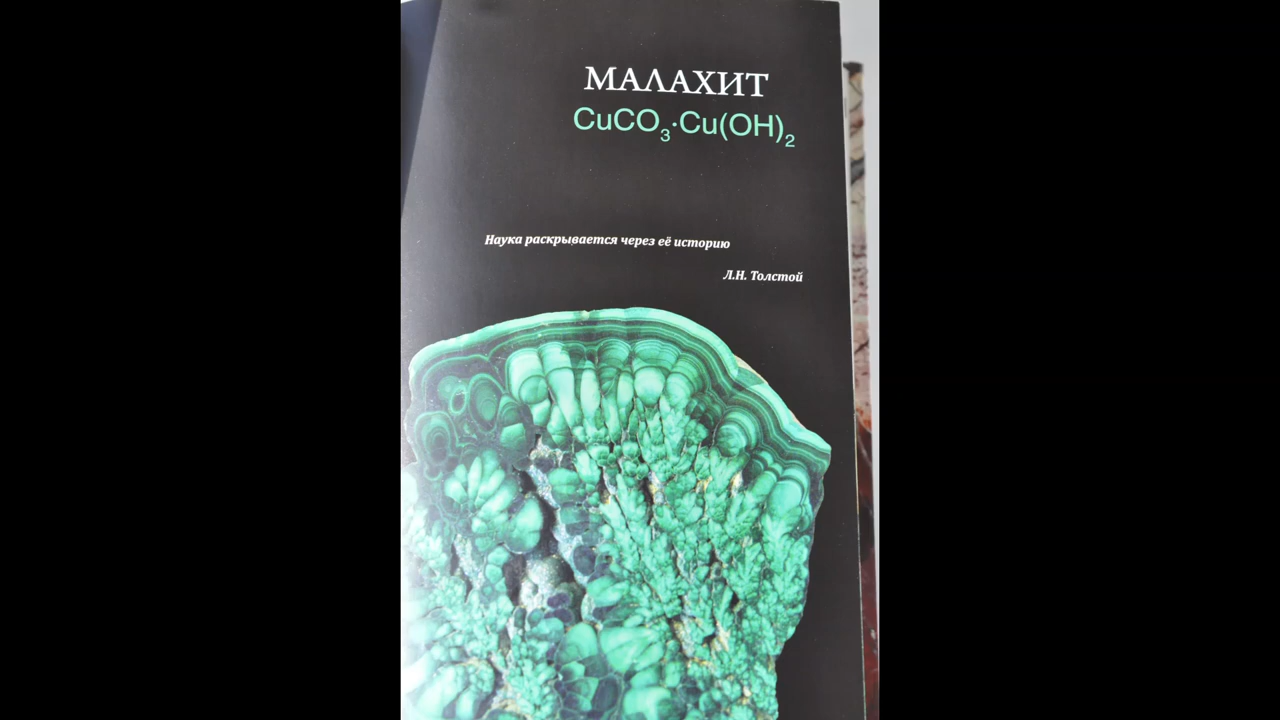 МАЛАХИТ
CuCO₃·Cu(OH)₂
Наука раскрывается через её историю
Л.Н. Толстой